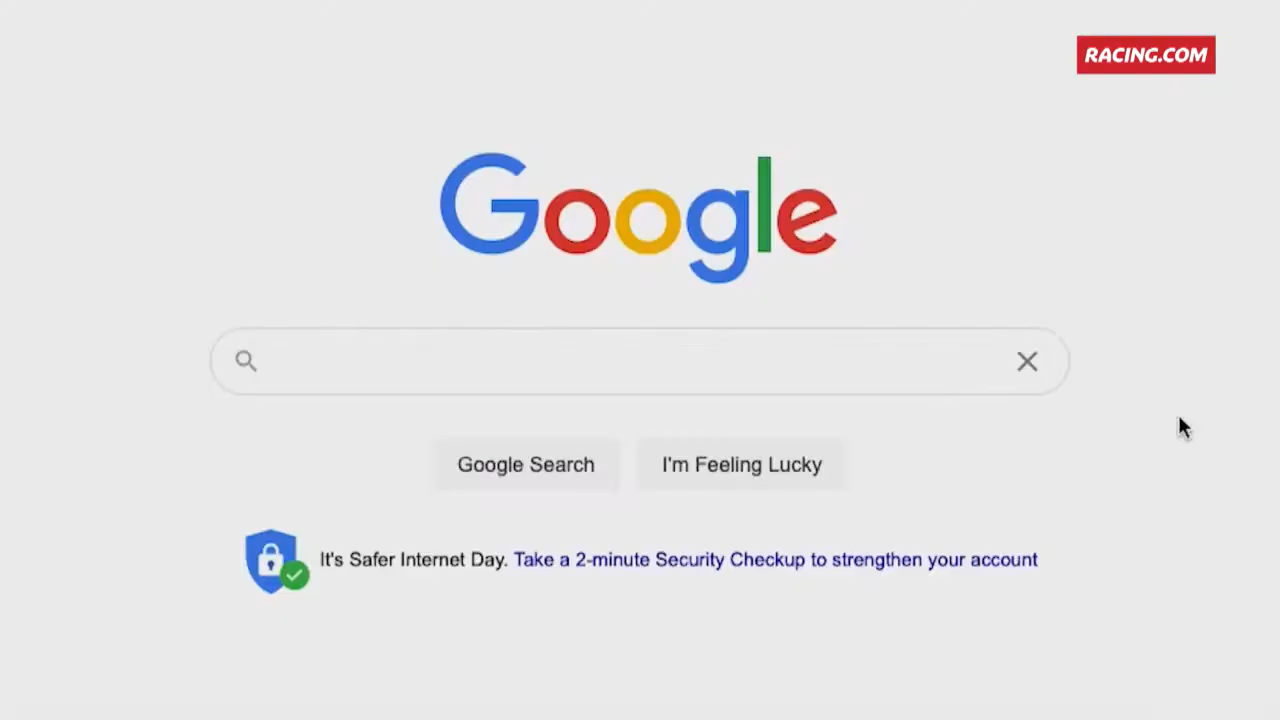 RACING.COM
Google
Google Search
I'm Feeling Lucky
It's Safer Internet Day. Take a 2-minute Security Checkup to strengthen your account